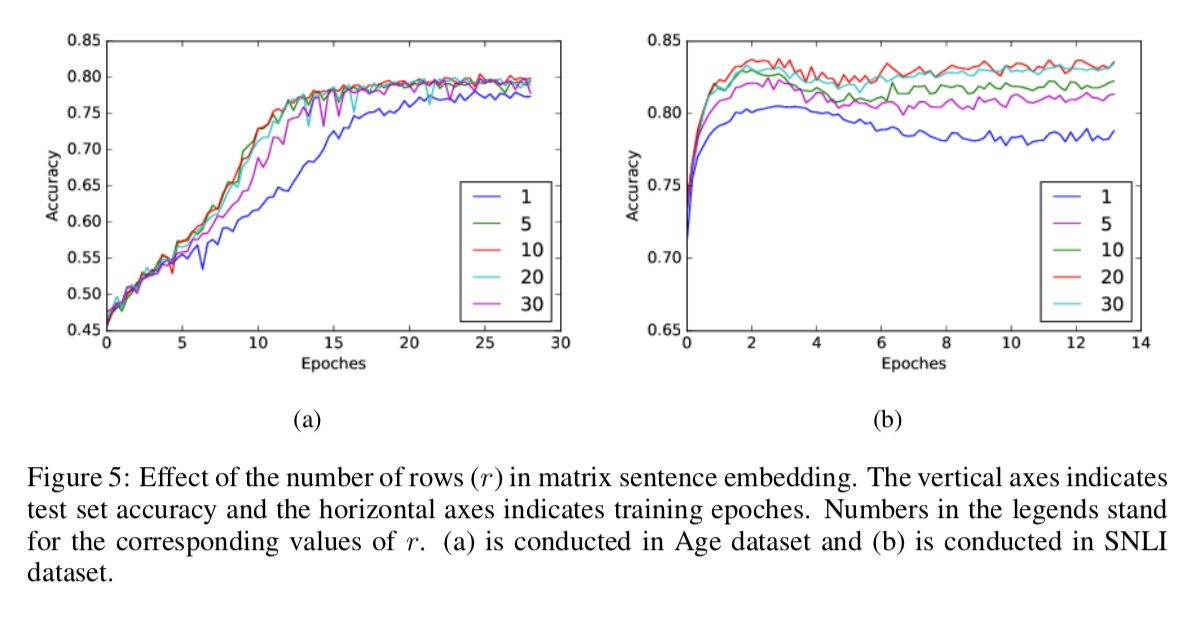 0.85
0.80
0.75
0.70
0.65
0.60
0.55
0.50
0.45
Accuracy
0 5 10 15 20 25 30
Epoches
1
5
10
20
30
(a)
0.85
0.80
0.75
0.70
0.65
Accuracy
0 2 4 6 8 10 12 14
Epoches
1
5
10
20
30
(b)
Figure 5: Effect of the number of rows (r) in matrix sentence embedding. The vertical axes indicates
test set accuracy and the horizontal axes indicates training epoches. Numbers in the legends stand
for the corresponding values of r. (a) is conducted in Age dataset and (b) is conducted in SNLI
dataset.